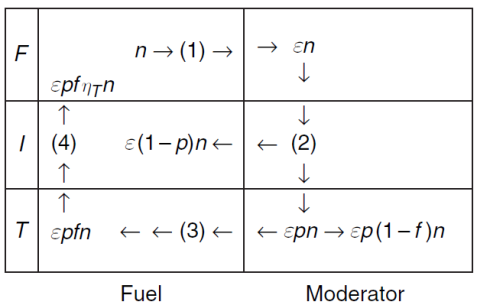 F n → (1) → → εn
εpfη_Tn ↓
↑ ↓
I (4) ε(1−p)n ← ← (2)
↑ ↓
↑ ↓
T εpfn ← ← (3) ← ← εpn → εp(1−f)n
Fuel Moderator